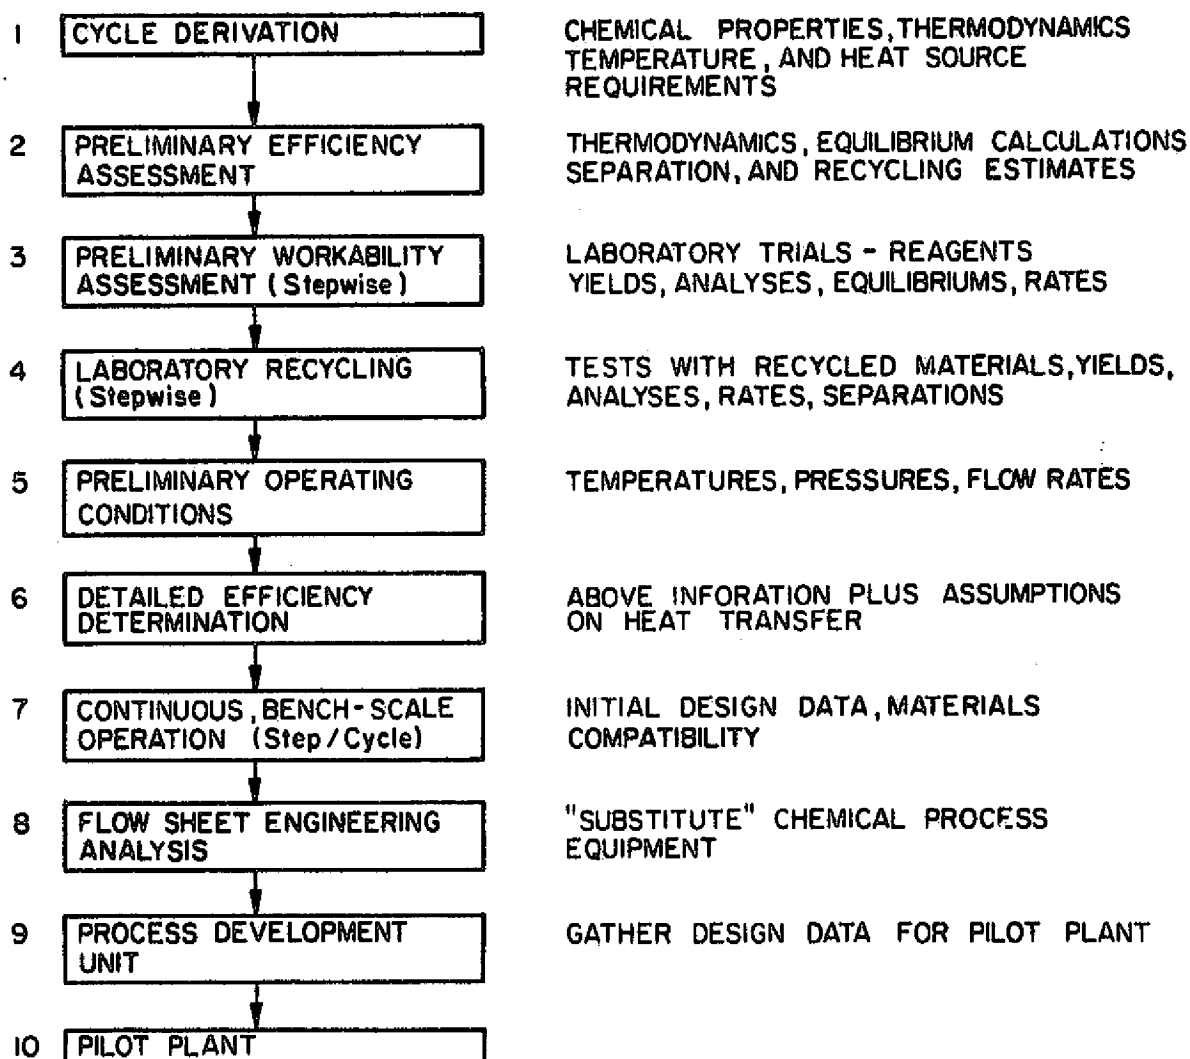 1 CYCLE DERIVATION
CHEMICAL PROPERTIES, THERMODYNAMICS
TEMPERATURE, AND HEAT SOURCE
REQUIREMENTS
2 PRELIMINARY EFFICIENCY
ASSESSMENT
THERMODYNAMICS, EQUILIBRIUM CALCULATIONS
SEPARATION, AND RECYCLING ESTIMATES
3 PRELIMINARY WORKABILITY
ASSESSMENT (Stepwise)
LABORATORY TRIALS - REAGENTS
YIELDS, ANALYSES, EQUILIBRIUMS, RATES
4 LABORATORY RECYCLING
(Stepwise)
TESTS WITH RECYCLED MATERIALS, YIELDS,
ANALYSES, RATES, SEPARATIONS
5 PRELIMINARY OPERATING
CONDITIONS
TEMPERATURES, PRESSURES, FLOW RATES
6 DETAILED EFFICIENCY
DETERMINATION
ABOVE INFORATION PLUS ASSUMPTIONS
ON HEAT TRANSFER
7 CONTINUOUS, BENCH-SCALE
OPERATION (Step/Cycle)
INITIAL DESIGN DATA, MATERIALS
COMPATIBILITY
8 FLOW SHEET ENGINEERING
ANALYSIS
"SUBSTITUTE" CHEMICAL PROCESS
EQUIPMENT
9 PROCESS DEVELOPMENT
UNIT
GATHER DESIGN DATA FOR PILOT PLANT
10 PILOT PLANT